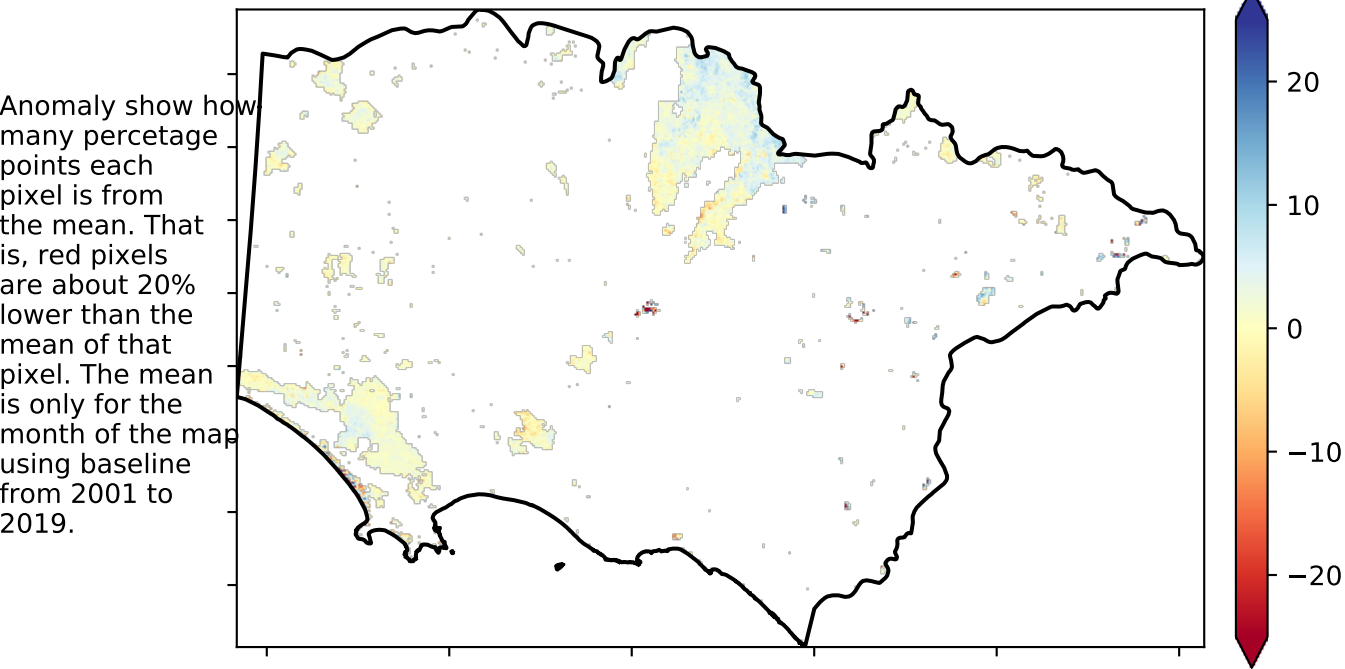 Anomaly show how
many percetage
points each
pixel is from
the mean. That
is, red pixels
are about 20%
lower than the
mean of that
pixel. The mean
is only for the
month of the map
using baseline
from 2001 to
2019.
20
10
0
−10
−20